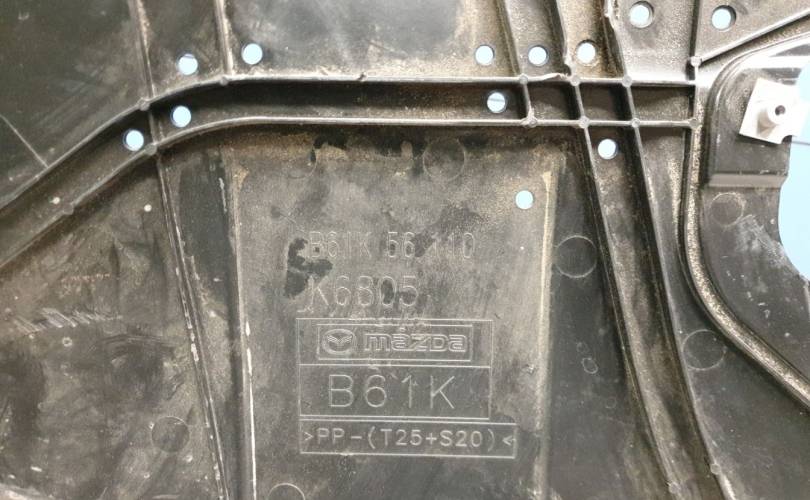 B61K 56 110
K6805
mazda
B61K
>PP-(T25+S20)<